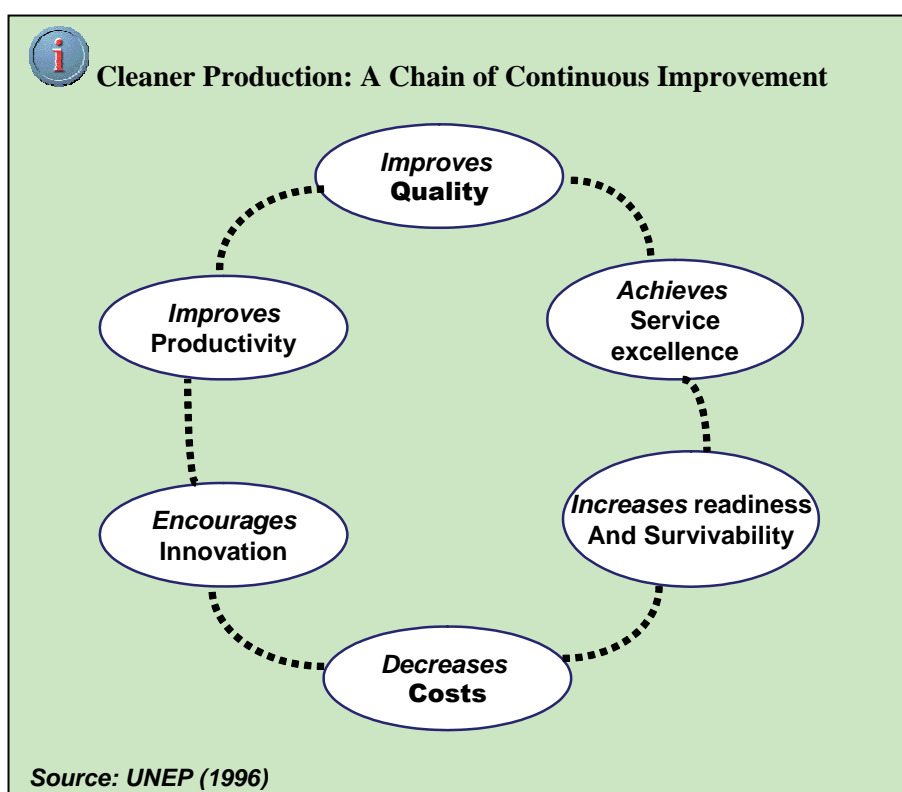 i
Cleaner Production: A Chain of Continuous Improvement
Improves
Quality
Achieves
Service
excellence
Increases readiness
And Survivability
Decreases
Costs
Encourages
Innovation
Improves
Productivity
Source: UNEP (1996)